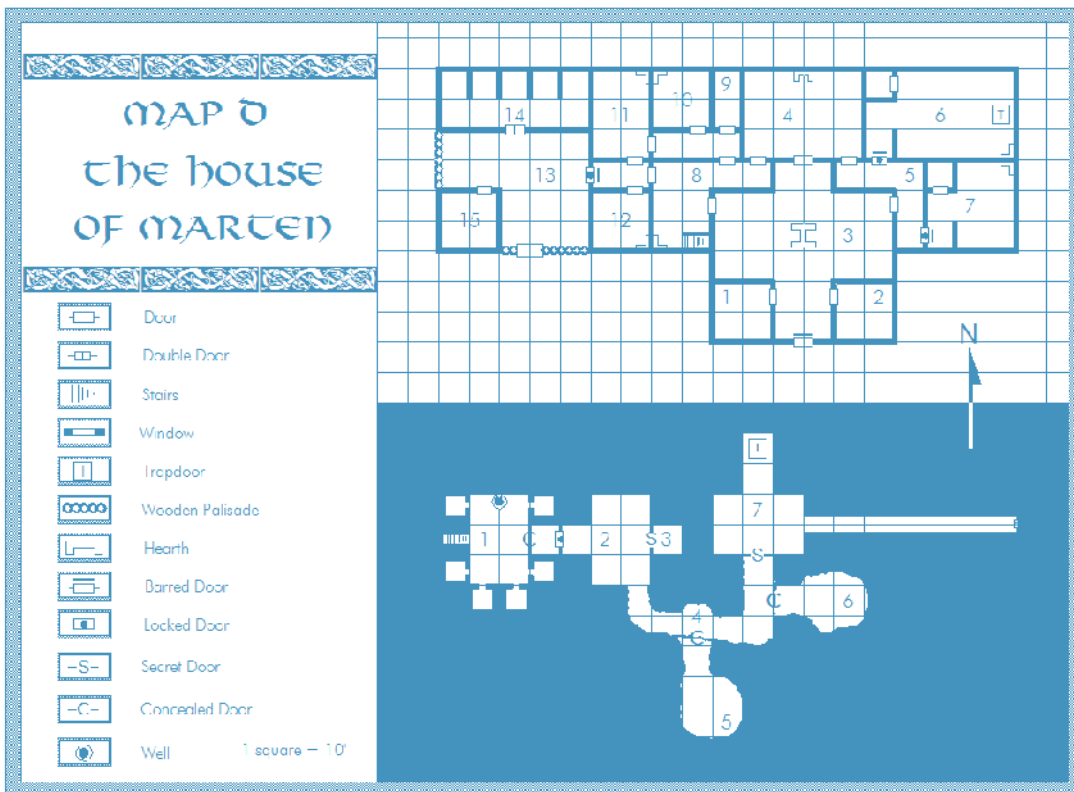 MAP D
THE HOUSE
OF MARTEN
Door
Double Door
Stairs
Window
Trapdoor
Wooden Palisade
Hearth
Barred Door
Locked Door
S
Secret Door
C
Concealed Door
Well
1 square = 10'
9
10
14
11
4
6
T
13
8
5
15
12
7
3
1
2
N
T
7
1
C
2
S
3
S
C
6
4
C
5